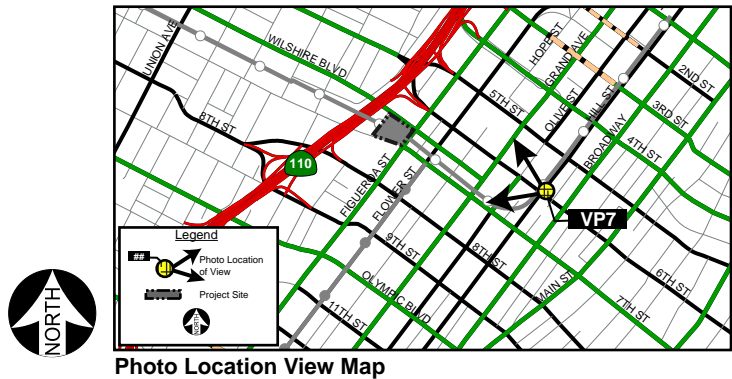 UNION AVE
WILSHIRE BLVD
HOPE ST
GRAND AVE
2ND ST
5TH ST
OLIVE ST
HILL ST
3RD ST
8TH ST
BROADWAY
4TH ST
110
FIGUEROA ST
FLOWER ST
VP7
Legend
##
Photo Location
of View
Project Site
NORTH
9TH ST
8TH ST
6TH ST
MAIN ST
OLYMPIC BLVD
7TH ST
11TH ST
NORTH
Photo Location View Map